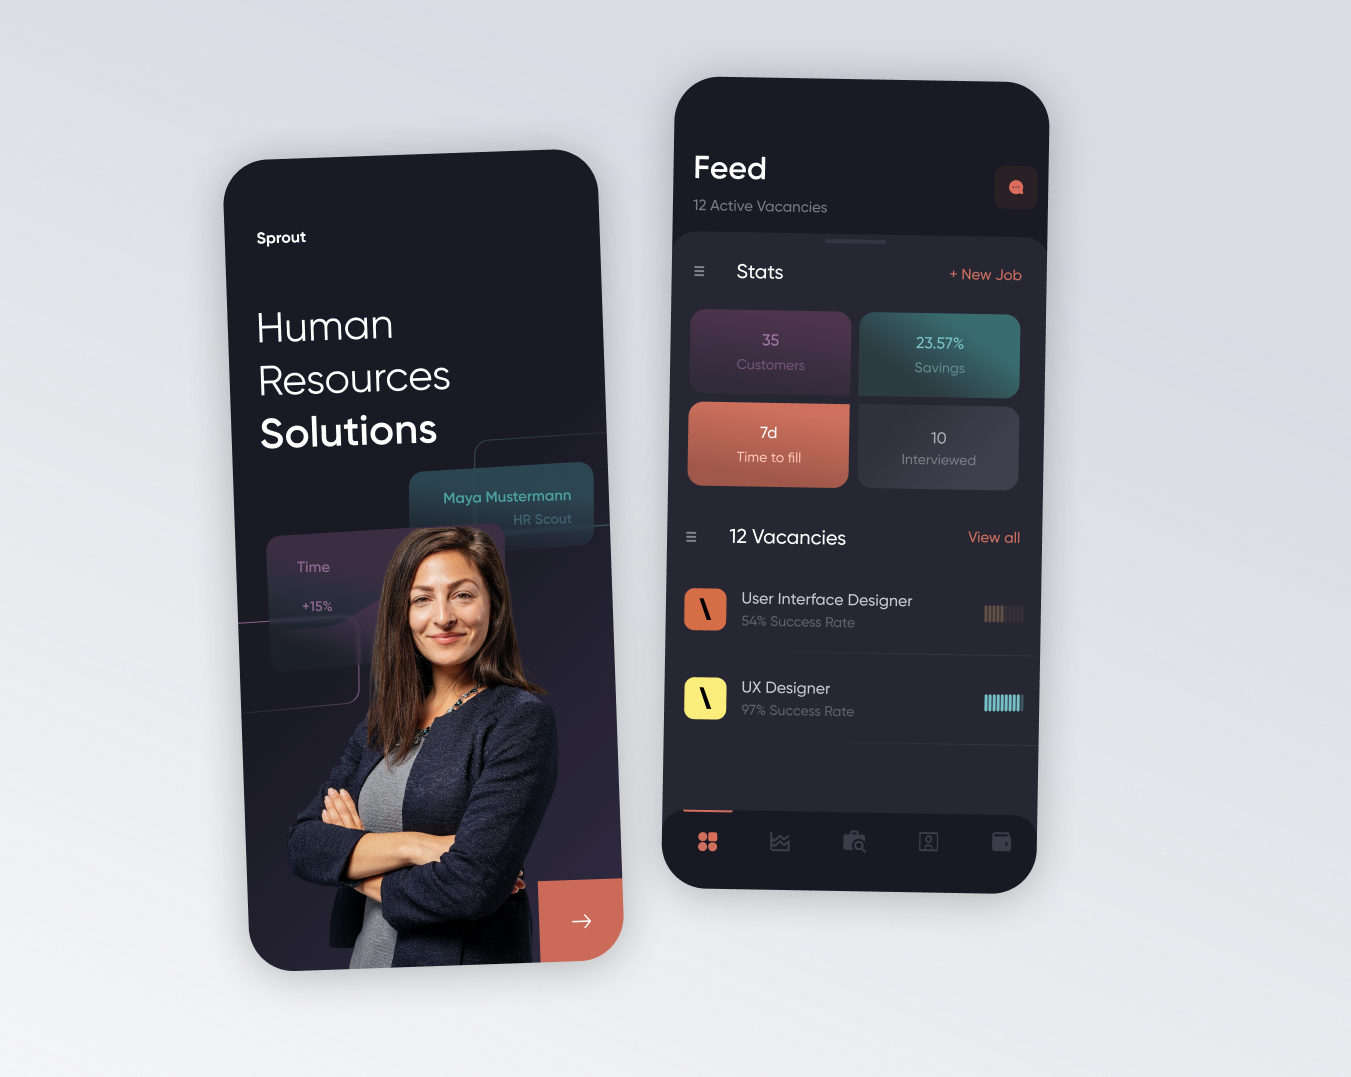 Sprout
Human
Resources
Solutions
Maya Mustermann
HR Scout
Time
+15%
Feed
12 Active Vacancies
Stats
+ New Job
35
Customers
23.57%
Savings
7d
Time to fill
10
Interviewed
12 Vacancies
View all
User Interface Designer
54% Success Rate
UX Designer
97% Success Rate